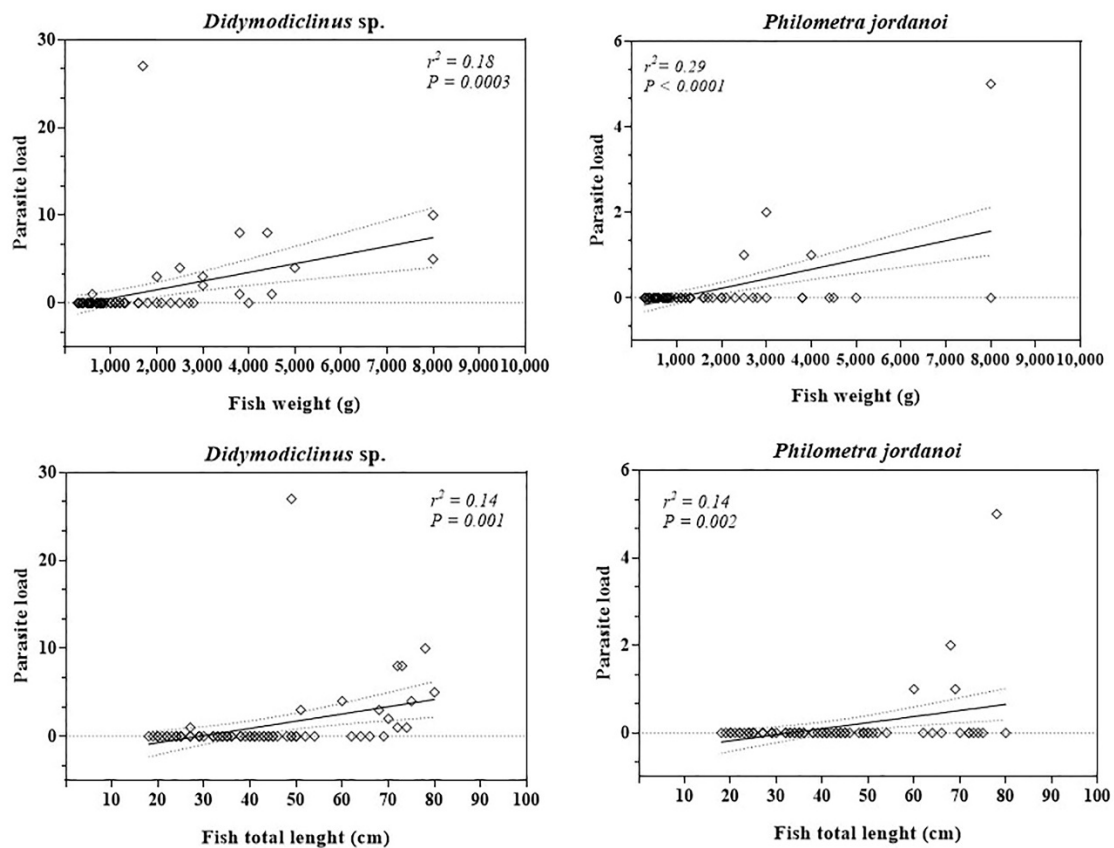 Didymodiclinus sp.
30
20
10
0
Parasite load
r² = 0.18
P = 0.0003
1,000 2,000 3,000 4,000 5,000 6,000 7,000 8,000 9,000 10,000
Fish weight (g)
Philometra jordanoi
6
4
2
0
Parasite load
r² = 0.29
P < 0.0001
1,000 2,000 3,000 4,000 5,000 6,000 7,000 8,000 9,000 10,000
Fish weight (g)
Didymodiclinus sp.
30
20
10
0
Parasite load
r² = 0.14
P = 0.001
10 20 30 40 50 60 70 80 90 100
Fish total lenght (cm)
Philometra jordanoi
6
4
2
0
Parasite load
r² = 0.14
P = 0.002
10 20 30 40 50 60 70 80 90 100
Fish total lenght (cm)